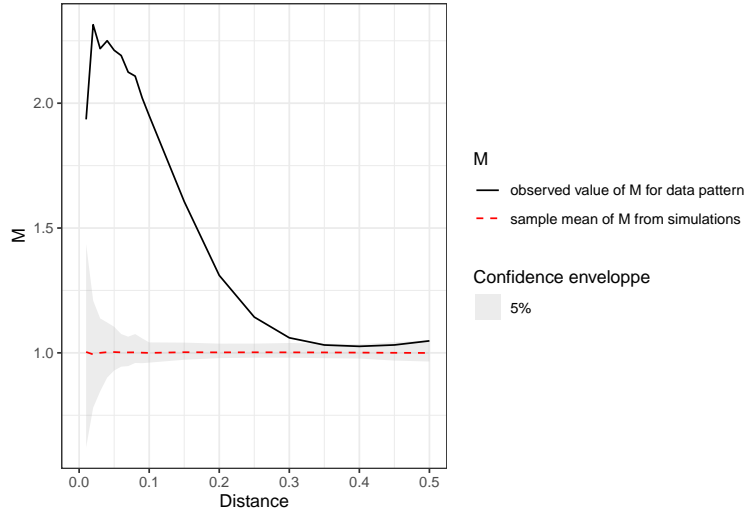 2.0
1.5
1.0
M
0.0
0.1
0.2
0.3
0.4
0.5
Distance
M
observed value of M for data pattern
sample mean of M from simulations
Confidence enveloppe
5%